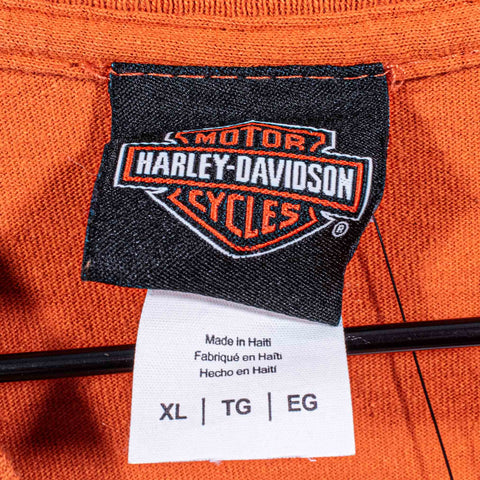 MOTOR
HARLEY-DAVIDSON
CYCLES
®
Made in Haiti
Fabriqué en Haïti
Hecho en Haití
XL | TG | EG